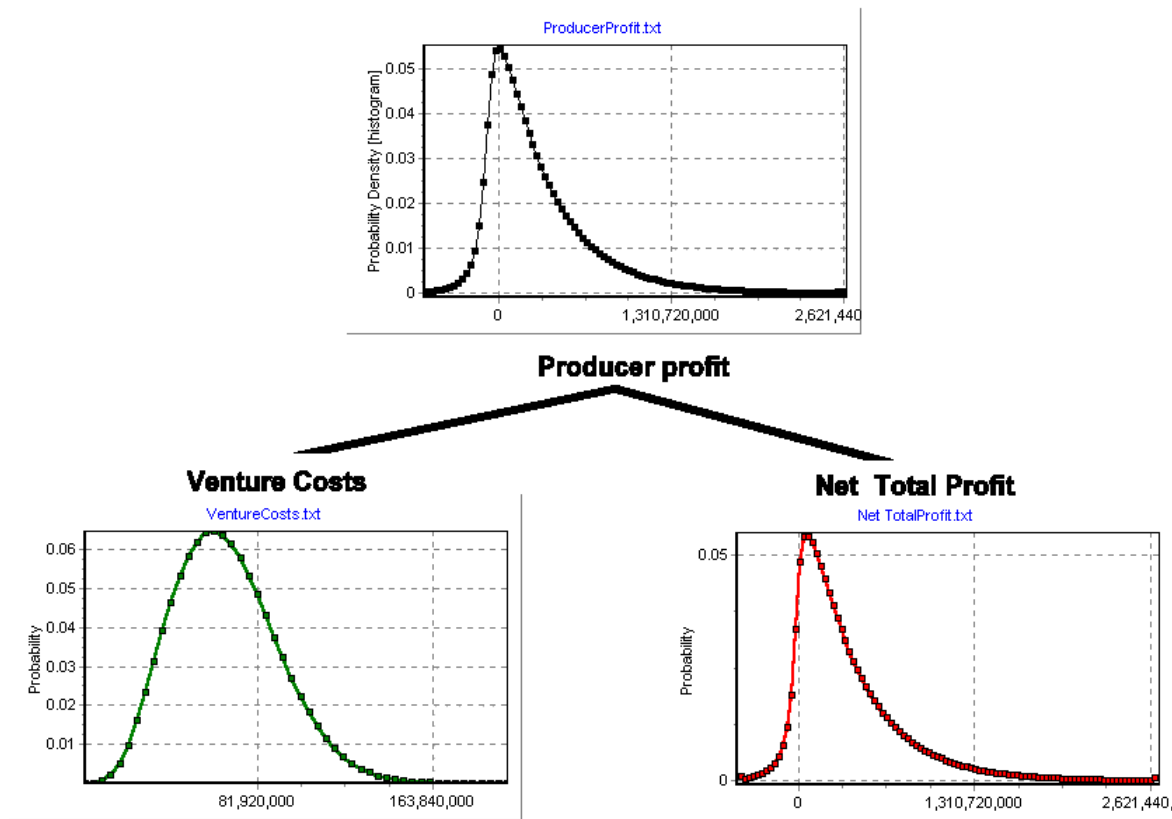 ProducerProfit.txt
Probability Density [histogram]
0.05
0.04
0.03
0.02
0.01
0
0 1,310,720,000 2,621,440
Producer profit
Venture Costs
VentureCosts.txt
Probability
0.06
0.05
0.04
0.03
0.02
0.01
81,920,000 163,840,000
Net Total Profit
Net TotalProfit.txt
Probability
0.05
0
0 1,310,720,000 2,621,440,